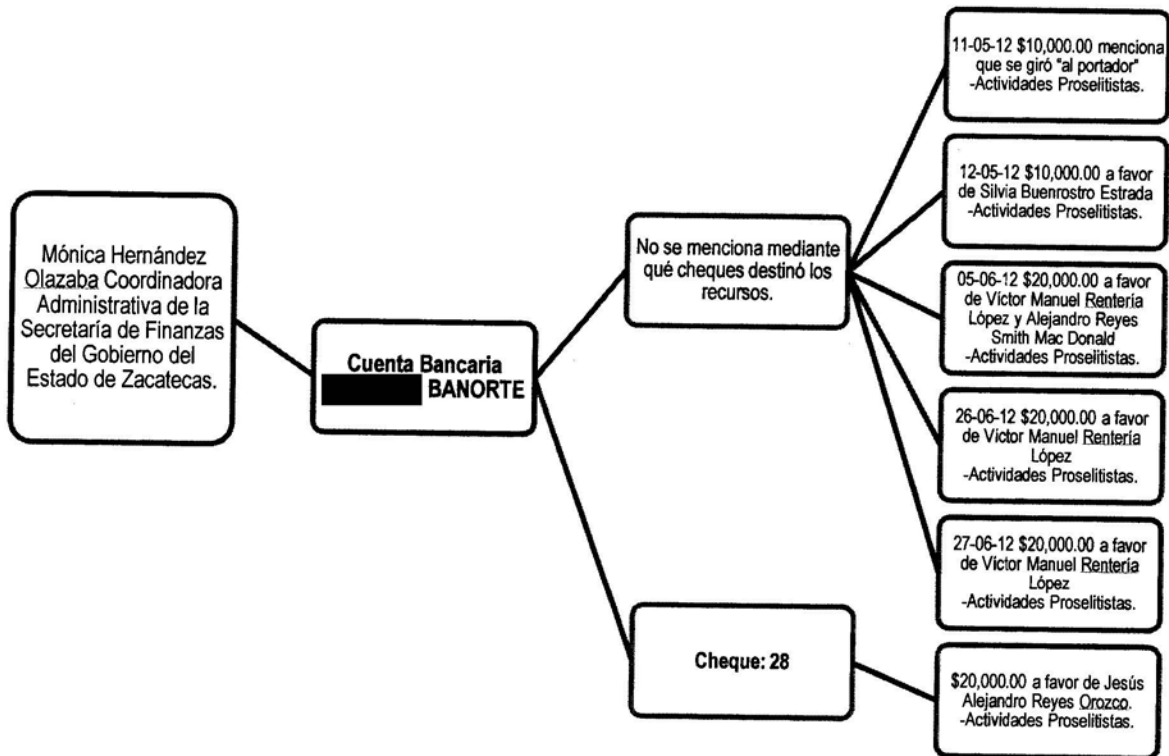 Mónica Hernández
Olazaba Coordinadora
Administrativa de la
Secretaría de Finanzas
del Gobierno del
Estado de Zacatecas.
Cuenta Bancaria
BANORTE
No se menciona mediante
qué cheques destinó los
recursos.
Cheque: 28
11-05-12 $10,000.00 menciona
que se giró "al portador"
-Actividades Proselitistas.
12-05-12 $10,000.00 a favor
de Silvia Buenrostro Estrada
-Actividades Proselitistas.
05-06-12 $20,000.00 a favor
de Víctor Manuel Rentería
López y Alejandro Reyes
Smith Mac Donald
-Actividades Proselitistas.
26-06-12 $20,000.00 a favor
de Víctor Manuel Rentería
López
-Actividades Proselitistas.
27-06-12 $20,000.00 a favor
de Víctor Manuel Rentería
López
-Actividades Proselitistas.
$20,000.00 a favor de Jesús
Alejandro Reyes Orozco.
-Actividades Proselitistas.